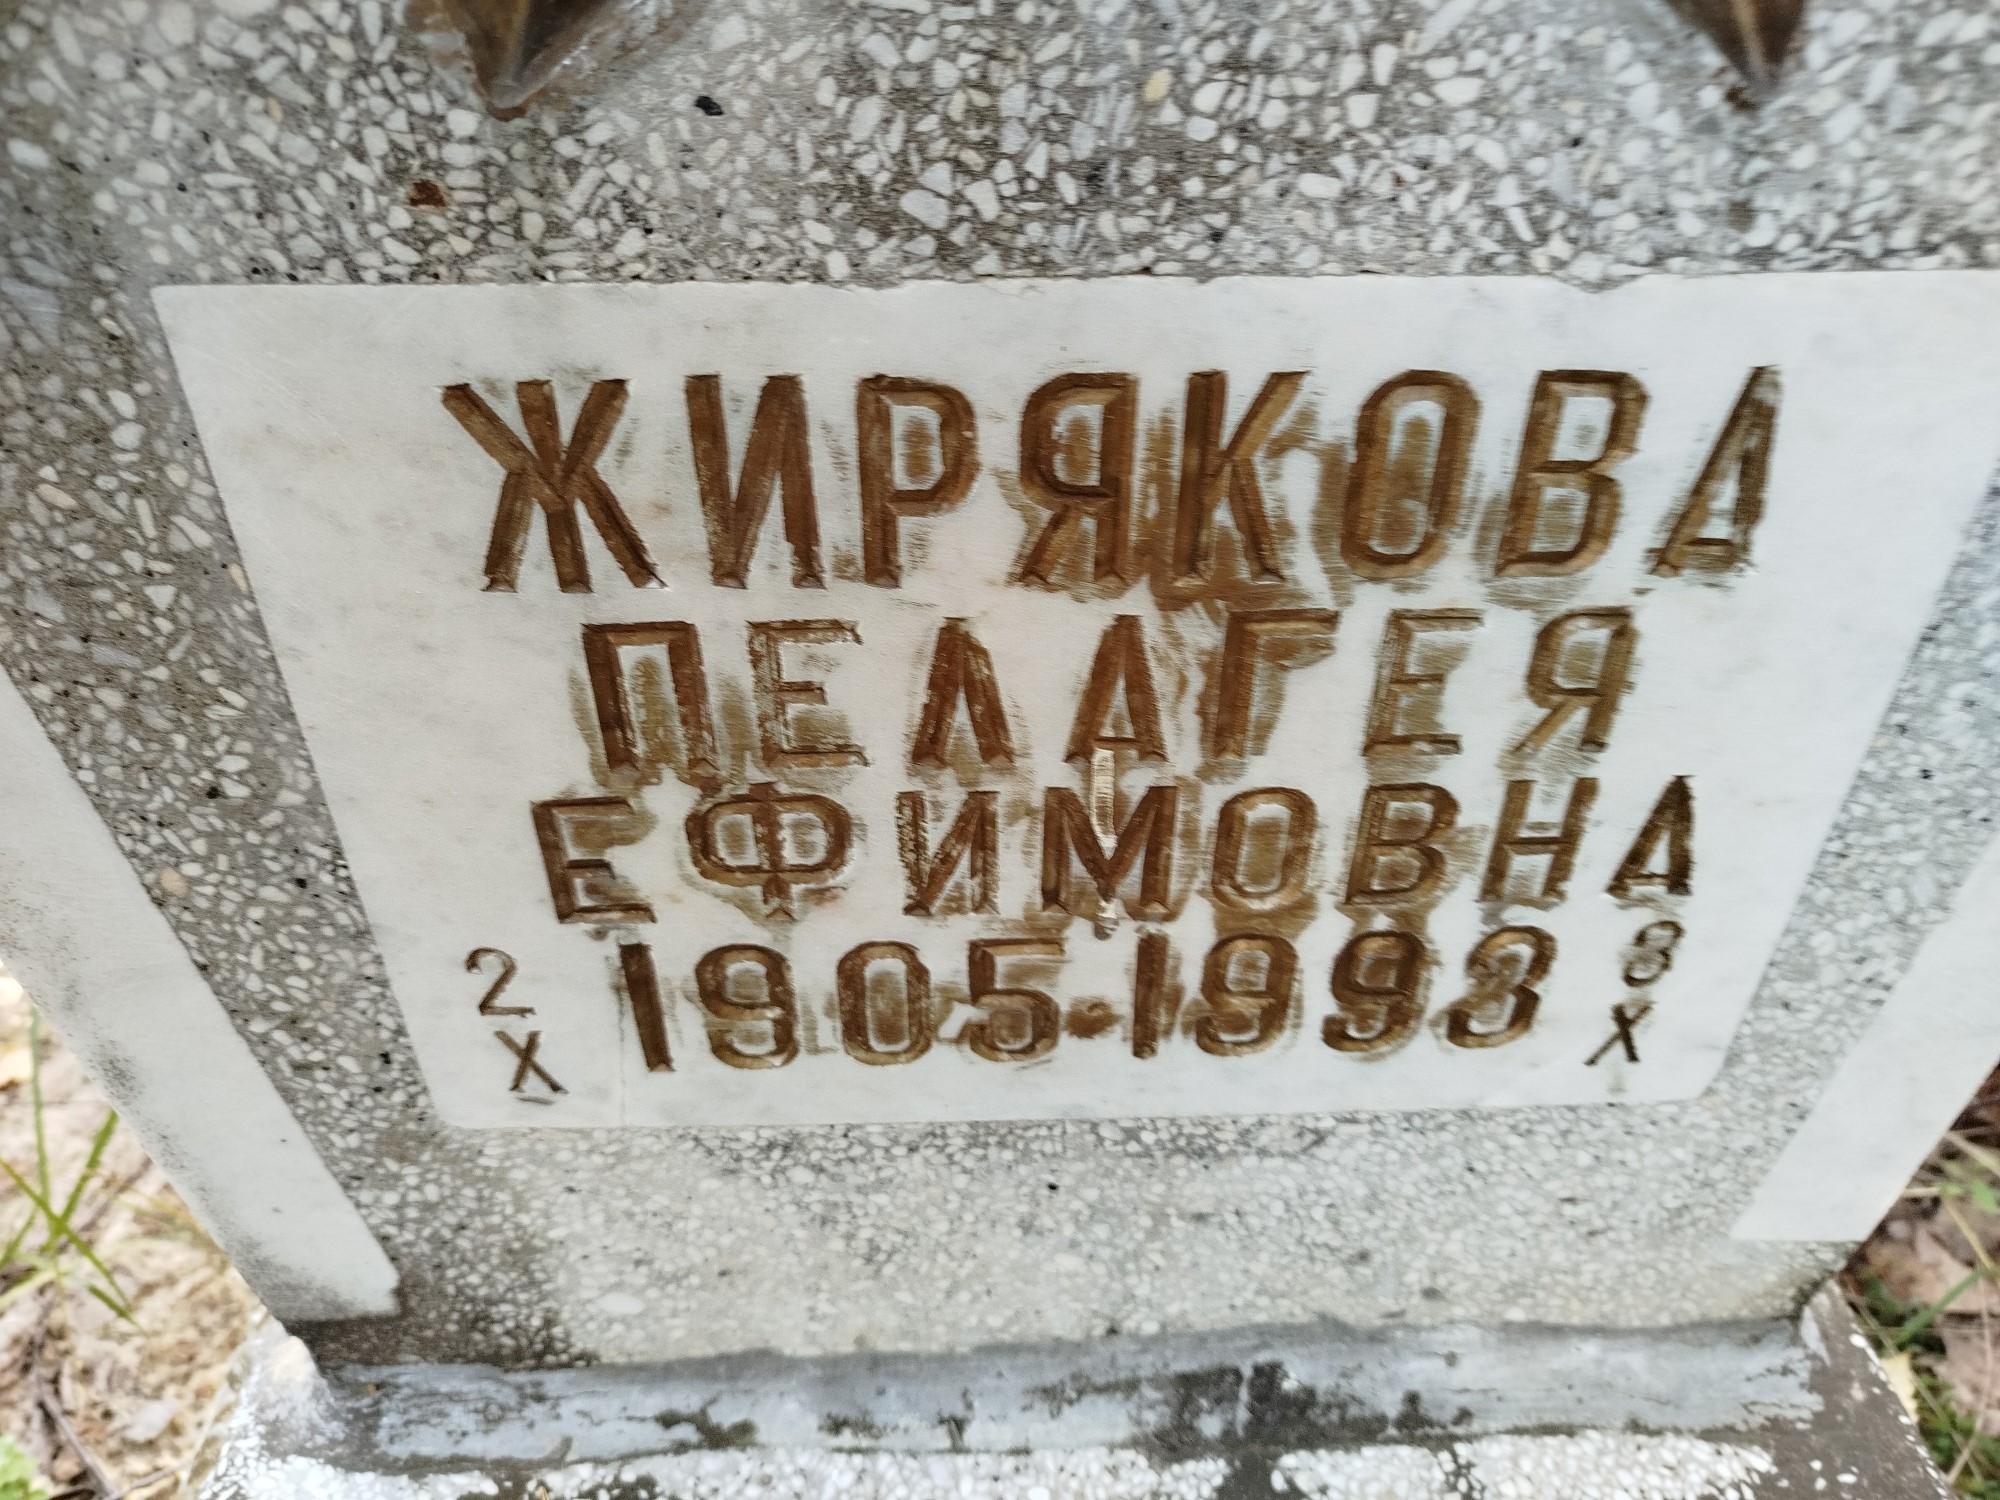 ЖИРЯКОВА
ПЕЛАГЕЯ
ЕФИМОВНА
2 1905.1993 8
X X